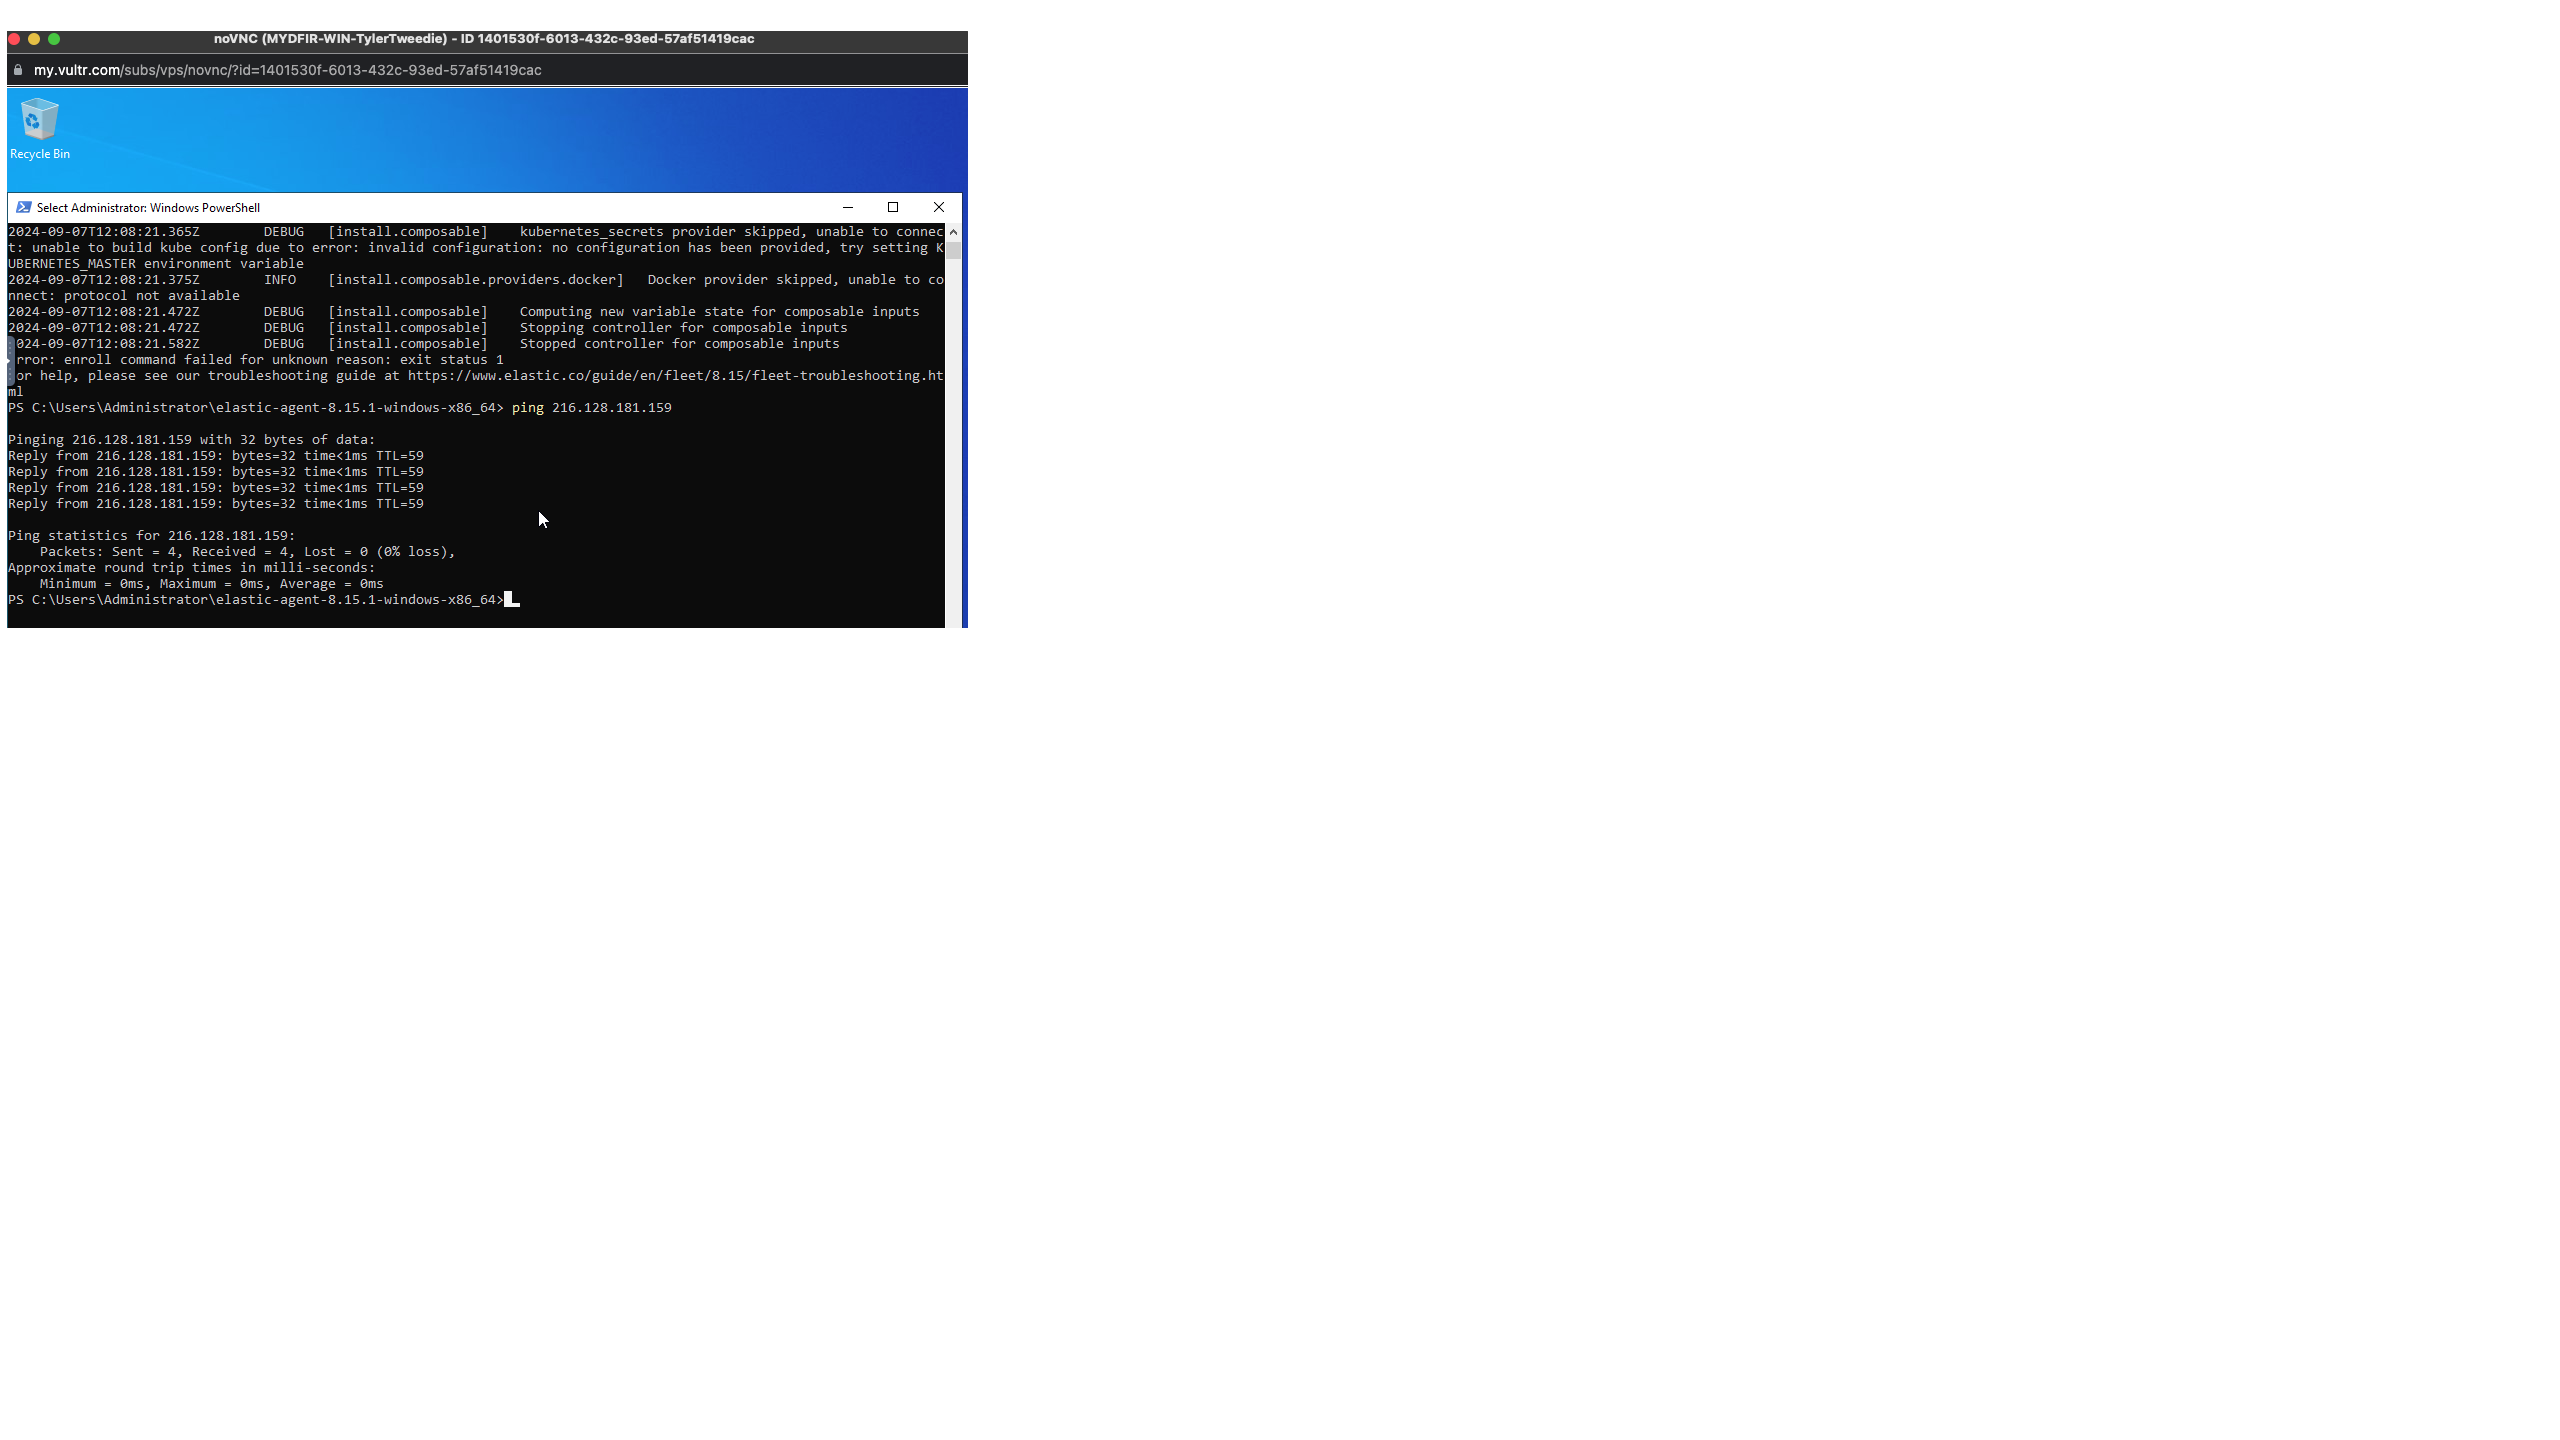 noVNC (MYDFIR-WIN-TylerTweedie) - ID 1401530f-6013-432c-93ed-57af51419cac
my.vultr.com/subs/vps/novnc/?id=1401530f-6013-432c-93ed-57af51419cac
Recycle Bin
Select Administrator: Windows PowerShell
2024-09-07T12:08:21.365Z DEBUG [install.composable] kubernetes_secrets provider skipped, unable to connec
t: unable to build kube config due to error: invalid configuration: no configuration has been provided, try setting K
UBERNETES_MASTER environment variable
2024-09-07T12:08:21.375Z INFO [install.composable.providers.docker] Docker provider skipped, unable to co
nnect: protocol not available
2024-09-07T12:08:21.472Z DEBUG [install.composable] Computing new variable state for composable inputs
2024-09-07T12:08:21.472Z DEBUG [install.composable] Stopping controller for composable inputs
024-09-07T12:08:21.582Z DEBUG [install.composable] Stopped controller for composable inputs
rror: enroll command failed for unknown reason: exit status 1
or help, please see our troubleshooting guide at https://www.elastic.co/guide/en/fleet/8.15/fleet-troubleshooting.ht
ml
PS C:\Users\Administrator\elastic-agent-8.15.1-windows-x86_64> ping 216.128.181.159
Pinging 216.128.181.159 with 32 bytes of data:
Reply from 216.128.181.159: bytes=32 time<1ms TTL=59
Reply from 216.128.181.159: bytes=32 time<1ms TTL=59
Reply from 216.128.181.159: bytes=32 time<1ms TTL=59
Reply from 216.128.181.159: bytes=32 time<1ms TTL=59
Ping statistics for 216.128.181.159:
Packets: Sent = 4, Received = 4, Lost = 0 (0% loss),
Approximate round trip times in milli-seconds:
Minimum = 0ms, Maximum = 0ms, Average = 0ms
PS C:\Users\Administrator\elastic-agent-8.15.1-windows-x86_64>